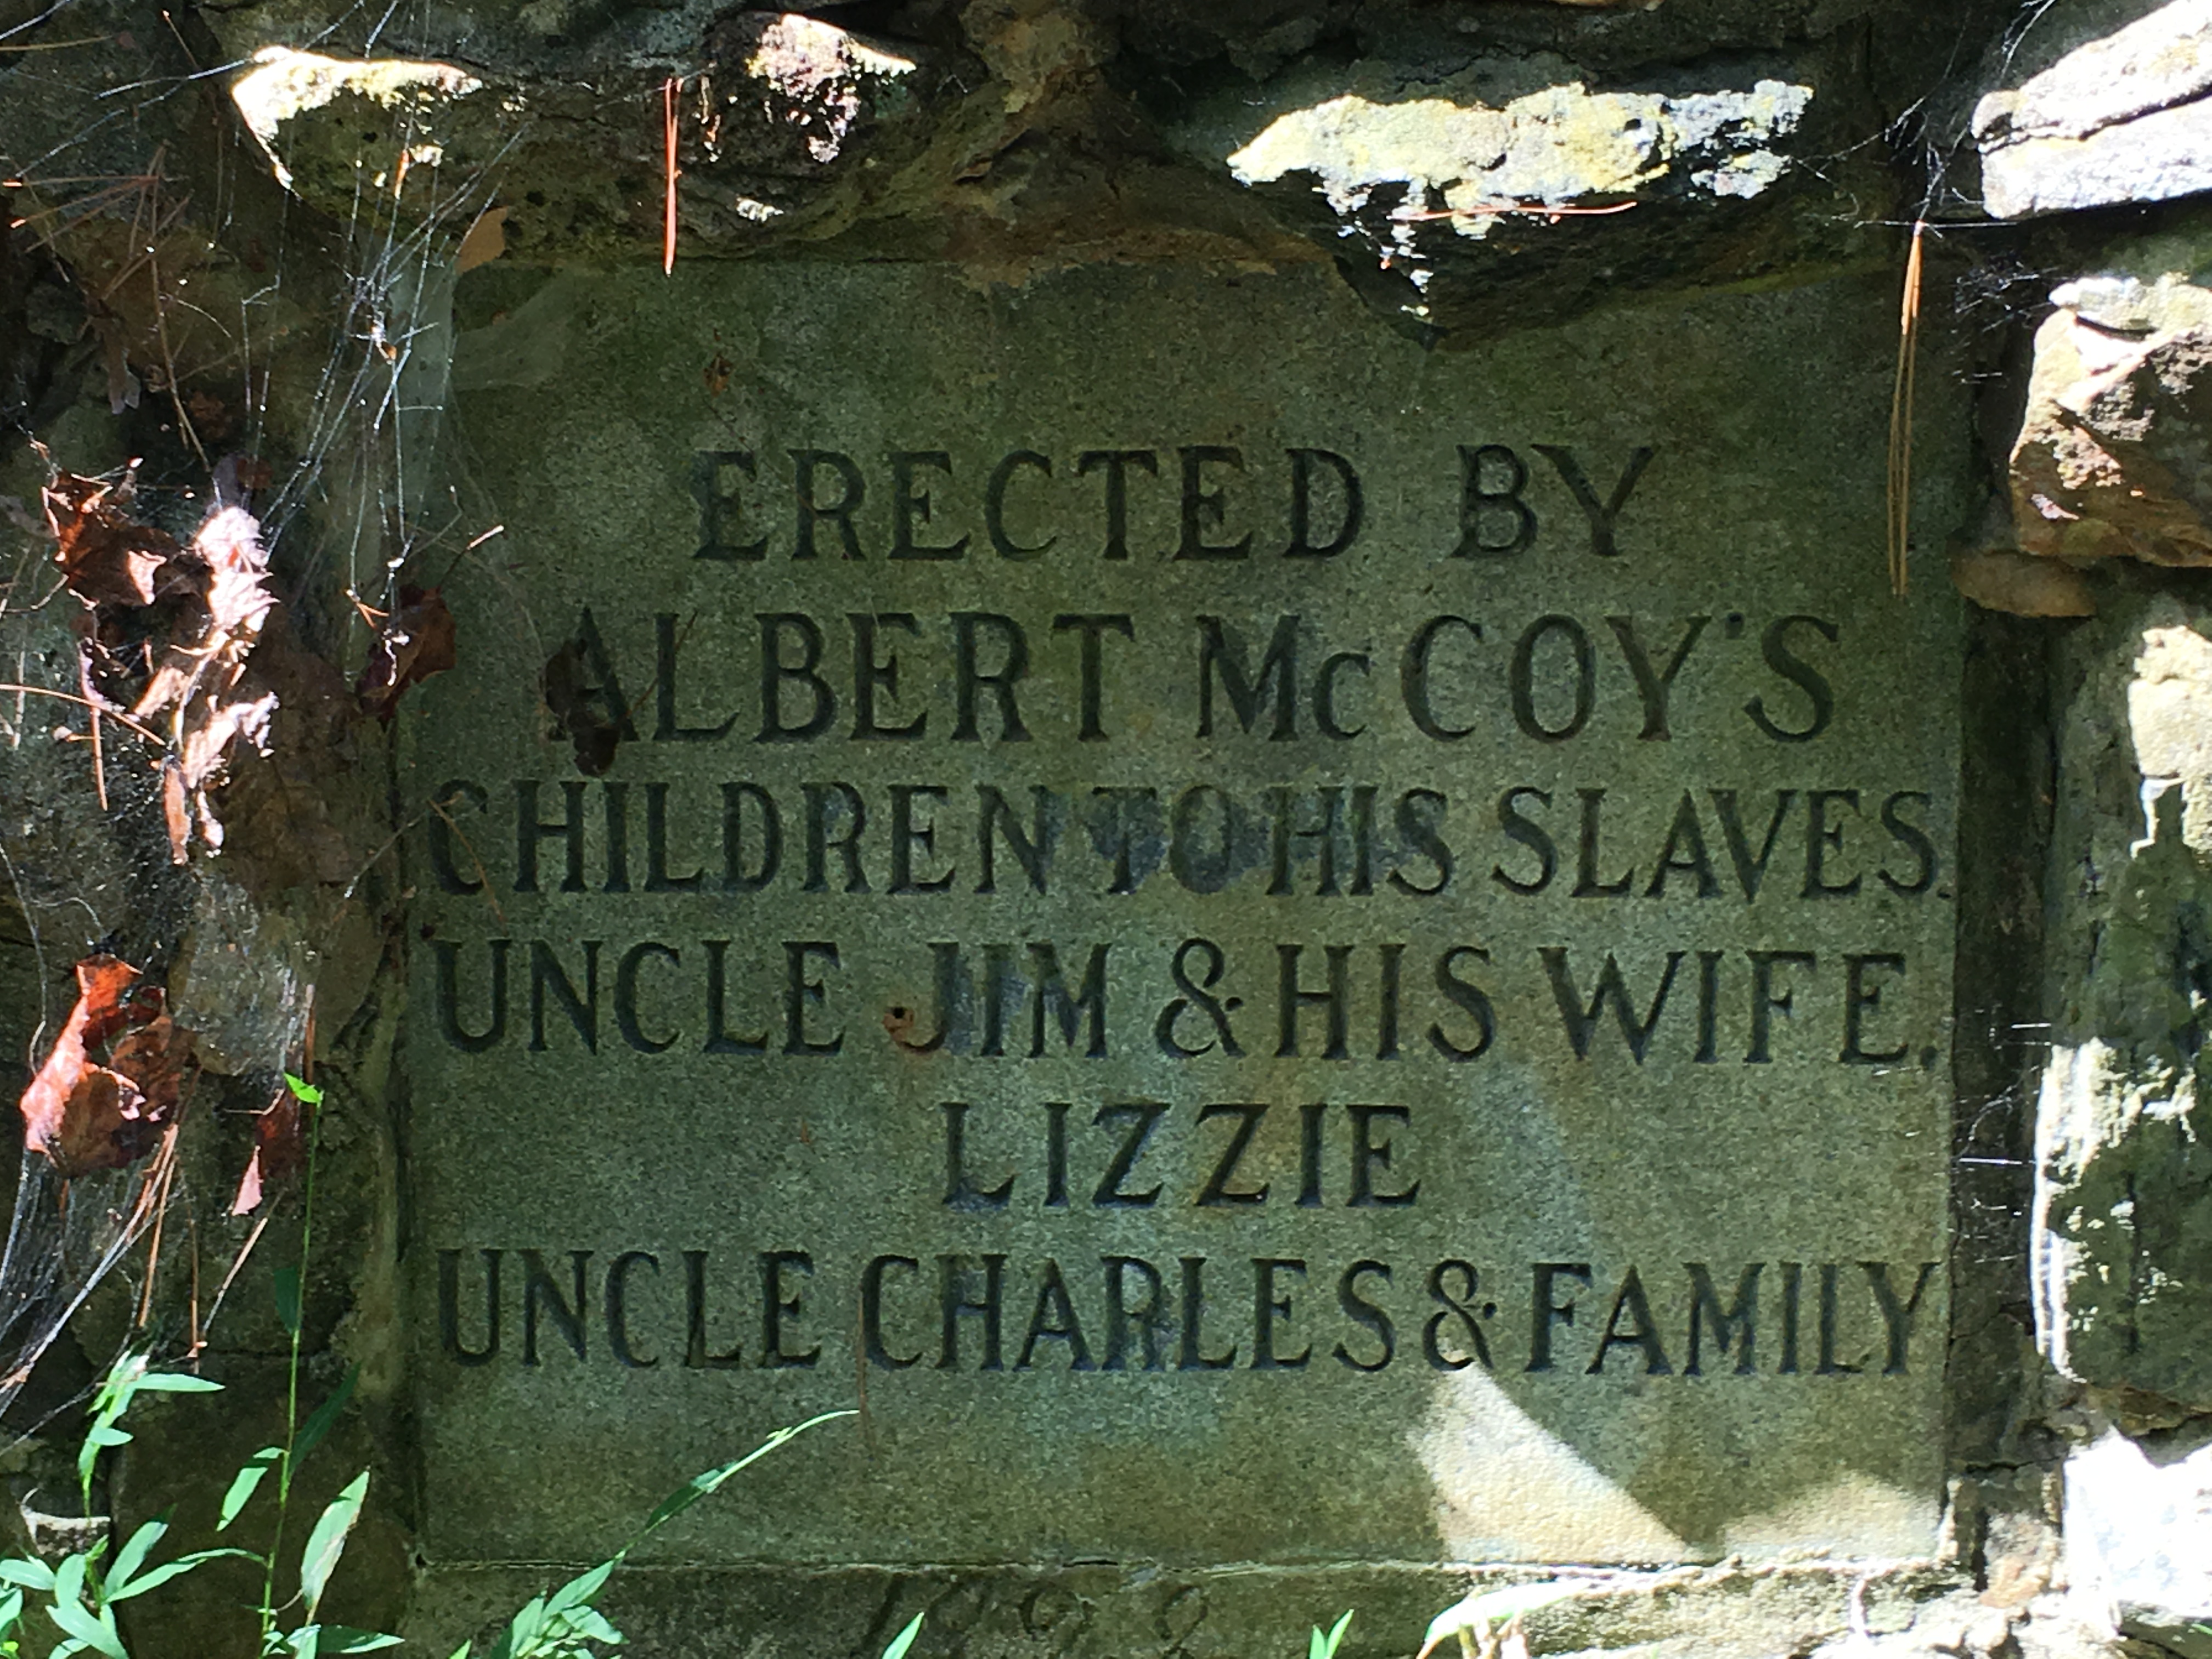 ERECTED BY
ALBERT McCOY'S
CHILDREN TO HIS SLAVES.
UNCLE JIM & HIS WIFE.
LIZZIE
UNCLE CHARLES & FAMILY